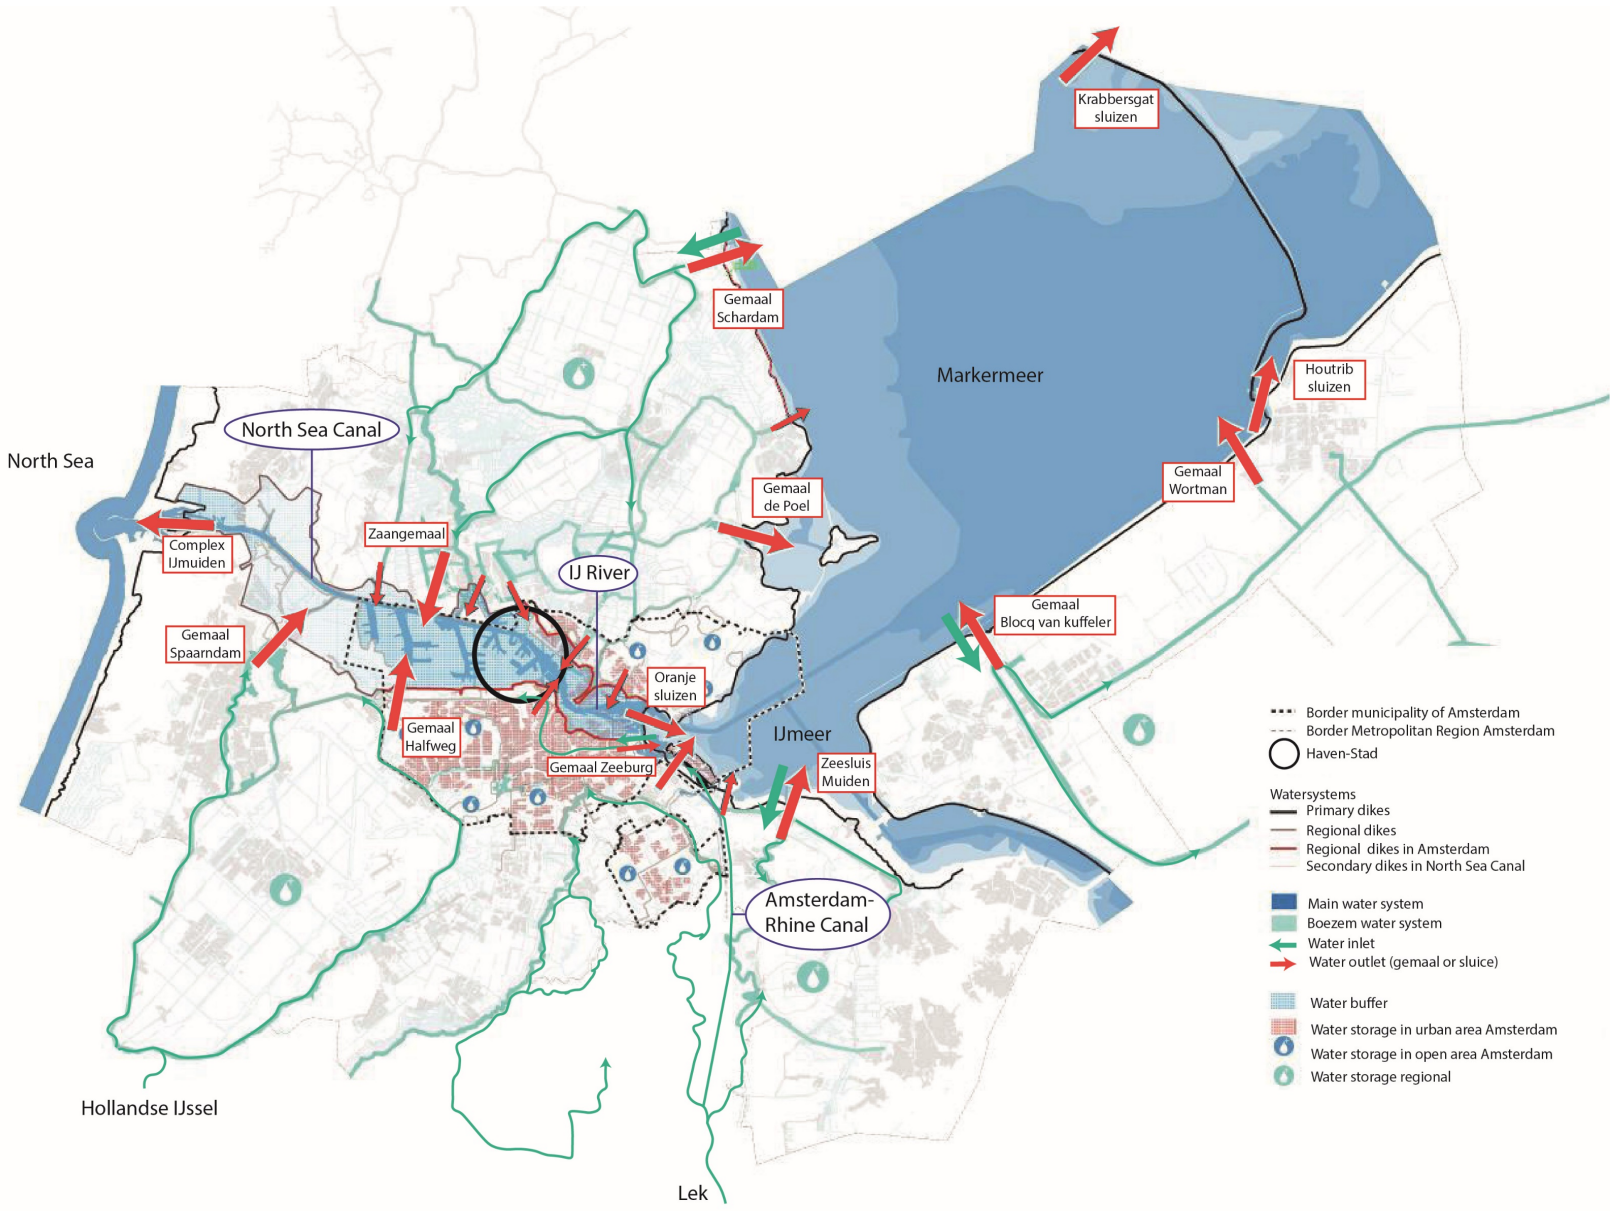 Krabbersgat
sluizen
Gemaal
Schardam
Markermeer
Houtrib
sluizen
North Sea Canal
North Sea
Gemaal
Wortman
Gemaal
de Poel
Zaangemaal
Complex
IJmuiden
IJ River
Gemaal
Blocq van kuffeler
Gemaal
Spaarndam
Oranje
sluizen
Gemaal
Halfweg
IJmeer
Gemaal Zeeburg
Zeesluis
Muiden
Amsterdam-
Rhine Canal
Hollandse IJssel
Lek
Border municipality of Amsterdam
Border Metropolitan Region Amsterdam
Haven-Stad
Watersystems
Primary dikes
Regional dikes
Regional dikes in Amsterdam
Secondary dikes in North Sea Canal
Main water system
Boezem water system
Water inlet
Water outlet (gemaal or sluice)
Water buffer
Water storage in urban area Amsterdam
Water storage in open area Amsterdam
Water storage regional